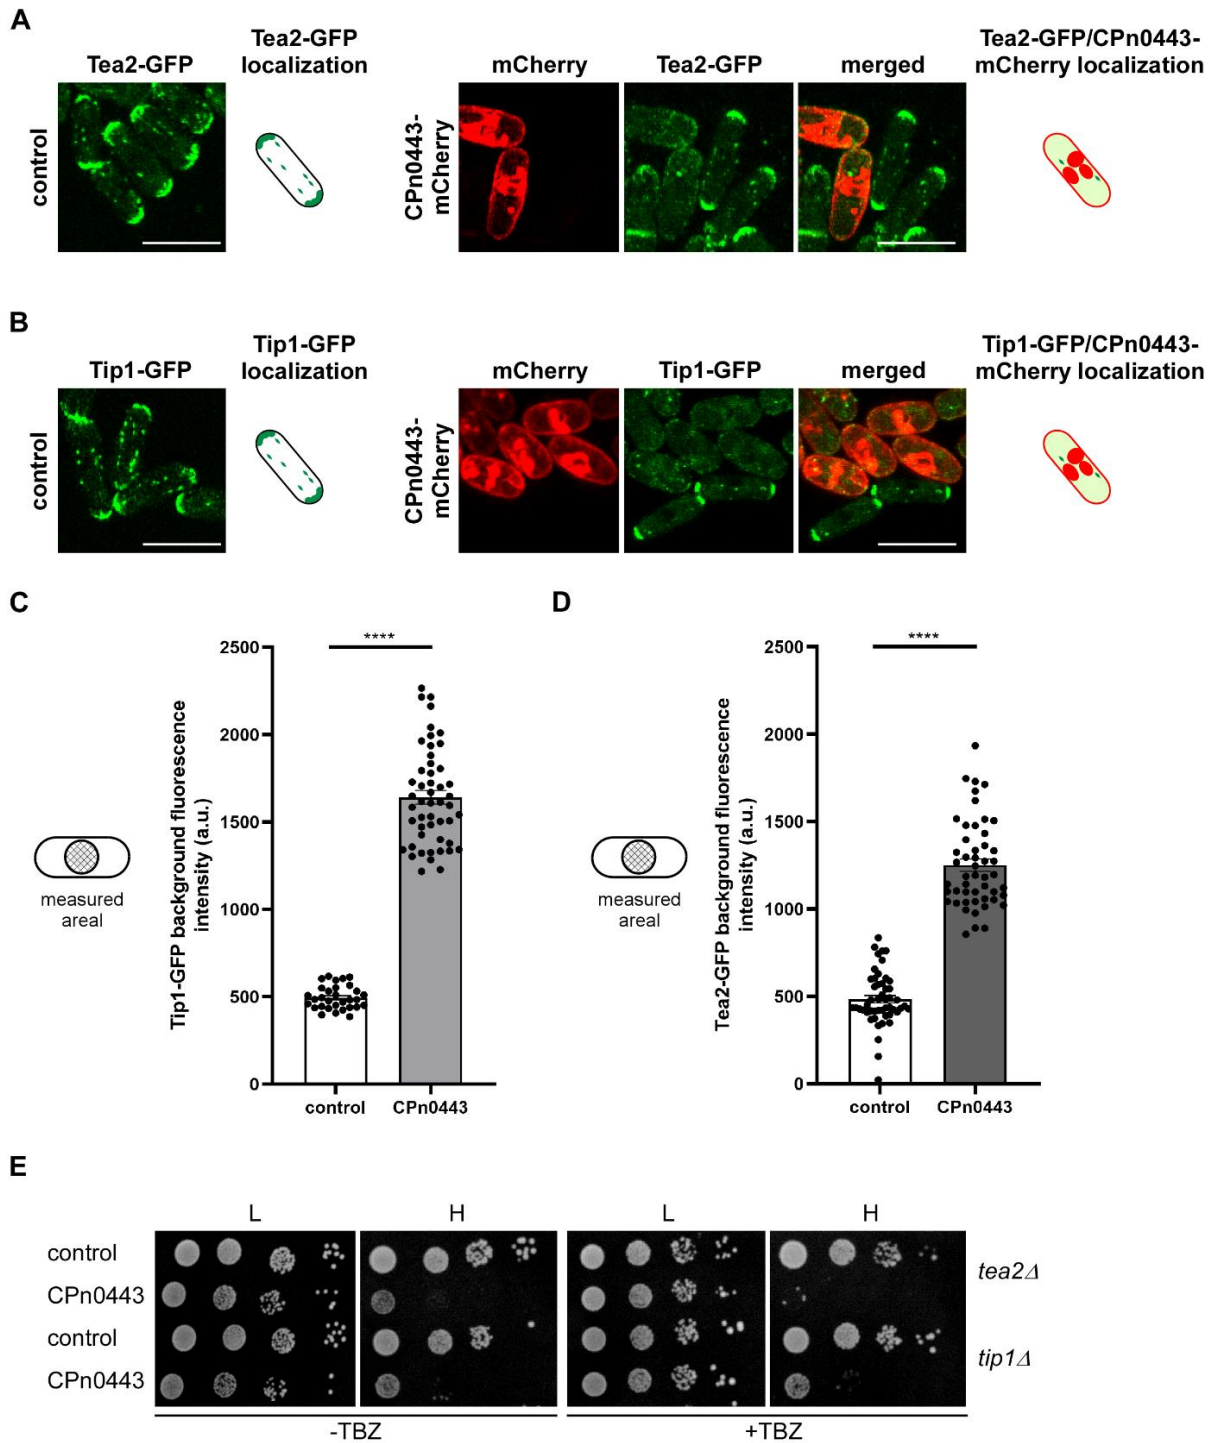 A
Tea2-GFP
Tea2-GFP
localization
mCherry
Tea2-GFP
merged
Tea2-GFP/CPn0443-
mCherry localization
control
CPn0443-
mCherry
B
Tip1-GFP
Tip1-GFP
localization
mCherry
Tip1-GFP
merged
Tip1-GFP/CPn0443-
mCherry localization
control
CPn0443-
mCherry
C
measured
areal
Tip1-GFP background fluorescence
intensity (a.u.)
2500
2000
1500
1000
500
0
****
control
CPn0443
D
measured
areal
Tea2-GFP background fluorescence
intensity (a.u.)
2500
2000
1500
1000
500
0
****
control
CPn0443
E
L
H
L
H
control
CPn0443
control
CPn0443
tea2Δ
tip1Δ
-TBZ
+TBZ